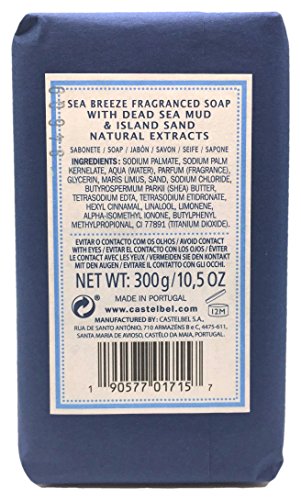 SEA BREEZE FRAGRANCED SOAP
WITH DEAD SEA MUD
& ISLAND SAND
NATURAL EXTRACTS
SABONETE / SOAP / JABÓN / SAVON / SEIFE / SAPONE
INGREDIENTS: SODIUM PALMATE, SODIUM PALM
KERNELATE, AQUA (WATER), PARFUM (FRAGRANCE),
GLYCERIN, MARIS LIMUS, SAND, SODIUM CHLORIDE,
BUTYROSPERMUM PARKII (SHEA) BUTTER,
TETRASODIUM EDTA, TETRASODIUM ETIDRONATE,
HEXYL CINNAMAL, LINALOOL, LIMONENE,
ALPHA-ISOMETHYL IONONE, BUTYLPHENYL
METHYLPROPIONAL, CI 77891 (TITANIUM DIOXIDE).
EVITAR O CONTACTO COM OS OLHOS / AVOID CONTACT
WITH EYES / EVITAR EL CONTACTO CON LOS OJOS / EVITER
LE CONTACT AVEC LES YEUX / VERMEIDEN SIE DEN KONTAKT
MIT DEN AUGEN / EVITARE IL CONTATTO CON GLI OCCHI.
NET WT: 300g/10,5 OZ
MADE IN PORTUGAL
www.castelbel.com
12M
MANUFACTURED BY: CASTELBEL S.A.,
RUA DE SANTO ANTÓNIO, 710 ARMAZÉNS B e C, 4475-611,
SANTA MARIA DE AVIOSO, CASTÊLO DA MAIA, PORTUGAL.
1 90577 01715 7